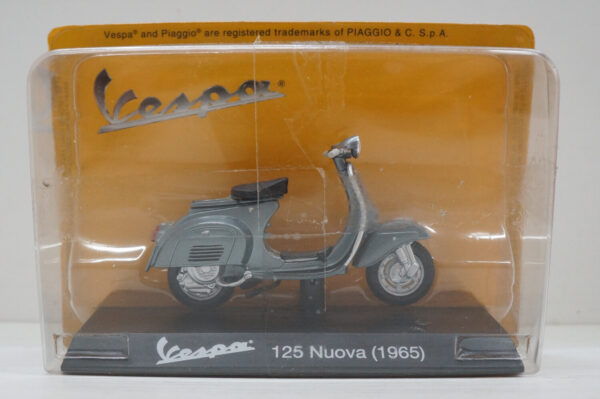 Vespa® and Piaggio® are registered trademarks of PIAGGIO & C. S.p.A.
Vespa®
Vespa 125 Nuova (1965)